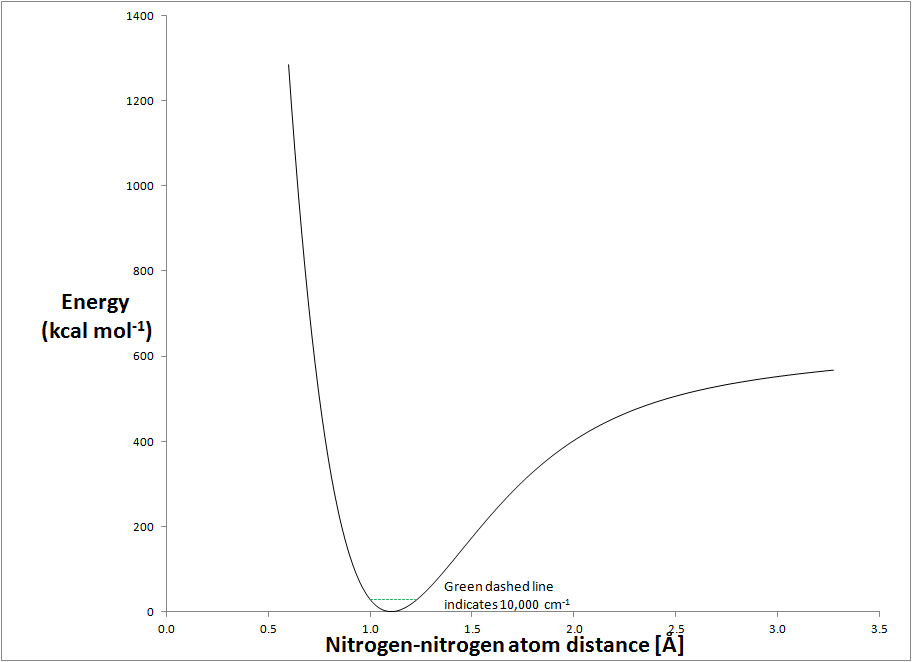 1400
1200
1000
800
600
400
200
0
Energy
(kcal mol-1)
Green dashed line
indicates 10,000 cm-1
0.0 0.5 1.0 1.5 2.0 2.5 3.0 3.5
Nitrogen-nitrogen atom distance [Å]